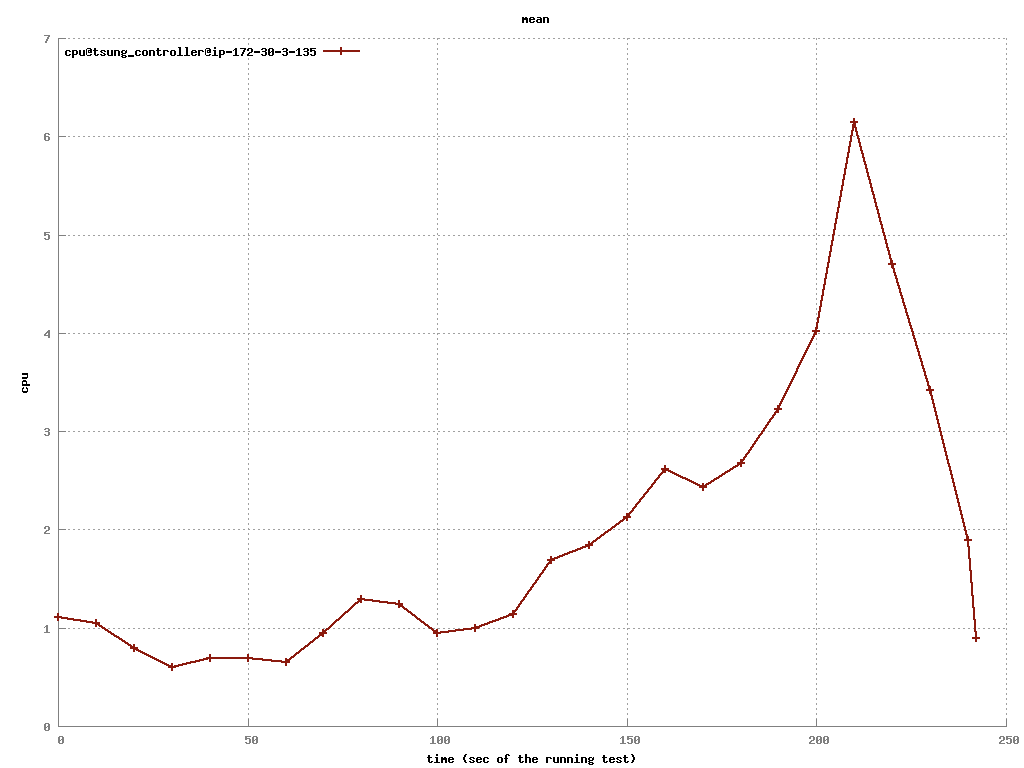 mean
cpu@tsung_controller@ip-172-30-3-135
7
6
5
4
3
2
1
0
cpu
0 50 100 150 200 250
time (sec of the running test)